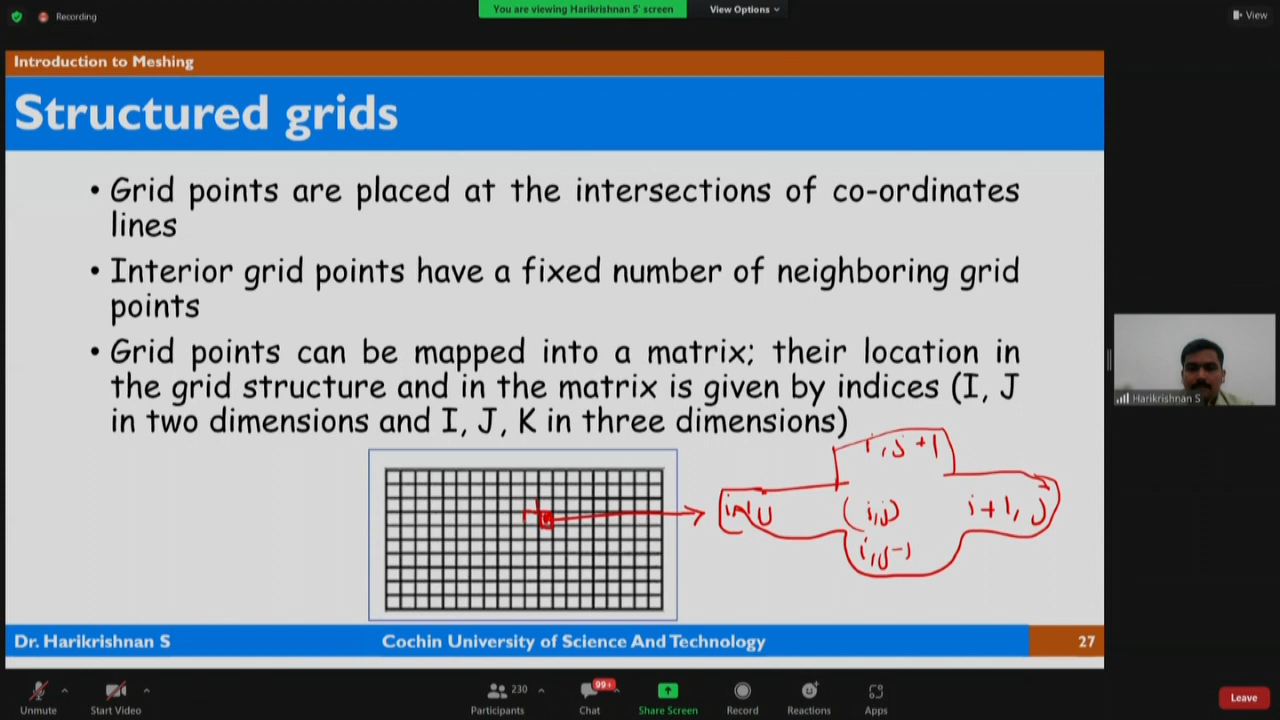 Recording
You are viewing Harikrishnan S' screen
View Options
View
Introduction to Meshing
Structured grids
• Grid points are placed at the intersections of co-ordinates
lines
• Interior grid points have a fixed number of neighboring grid
points
• Grid points can be mapped into a matrix; their location in
the grid structure and in the matrix is given by indices (I, J
in two dimensions and I, J, K in three dimensions)
i,j+1
(i,j)
i+1,j
i,j-1
Harikrishnan S
Dr. Harikrishnan S
Cochin University of Science And Technology
27
Unmute
Start Video
230
Participants
99+
Chat
Share Screen
Record
Reactions
Apps
Leave